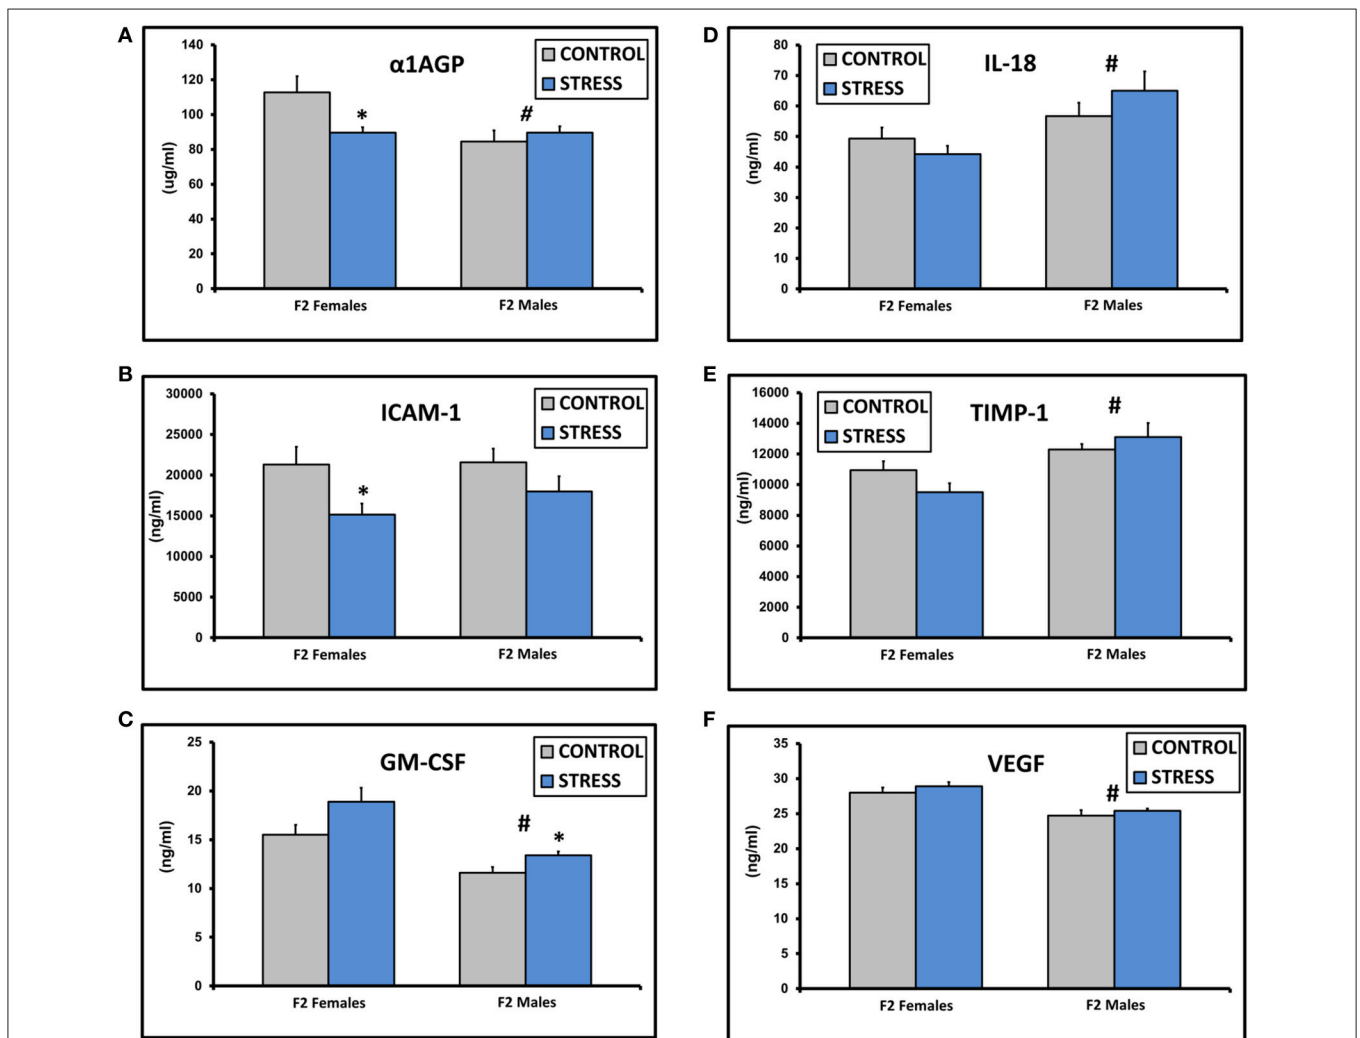 A
α1AGP
CONTROL
STRESS
140
120
100
80
60
40
20
0
(ug/ml)
*
#
F2 Females
F2 Males
B
ICAM-1
CONTROL
STRESS
30000
25000
20000
15000
10000
5000
0
(ng/ml)
*
F2 Females
F2 Males
C
GM-CSF
CONTROL
STRESS
25
20
15
10
5
0
(ng/ml)
#
*
F2 Females
F2 Males
D
IL-18
CONTROL
STRESS
80
70
60
50
40
30
20
10
0
(ng/ml)
#
F2 Females
F2 Males
E
TIMP-1
CONTROL
STRESS
16000
14000
12000
10000
8000
6000
4000
2000
0
(ng/ml)
#
F2 Females
F2 Males
F
VEGF
CONTROL
STRESS
35
30
25
20
15
10
5
0
(ng/ml)
#
F2 Females
F2 Males